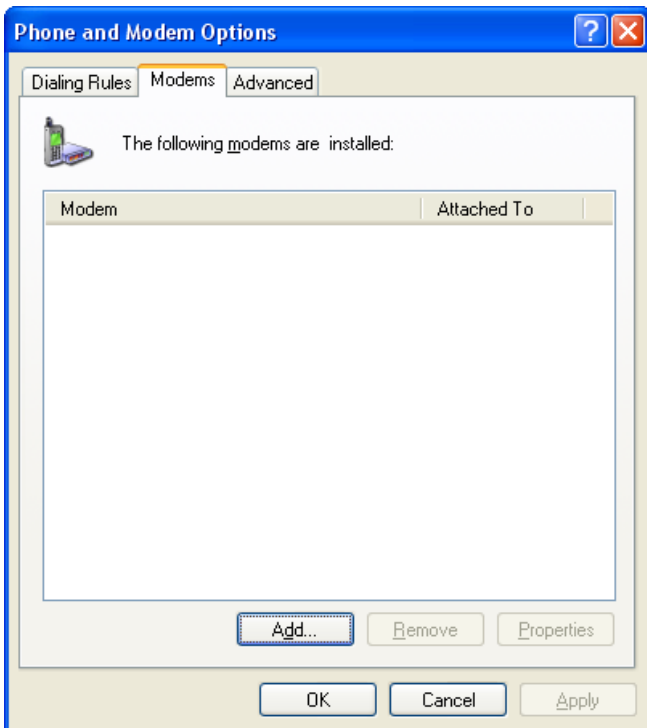 Phone and Modem Options
Dialing Rules Modems Advanced
The following modems are installed:
Modem Attached To
Add... Remove Properties
OK Cancel Apply